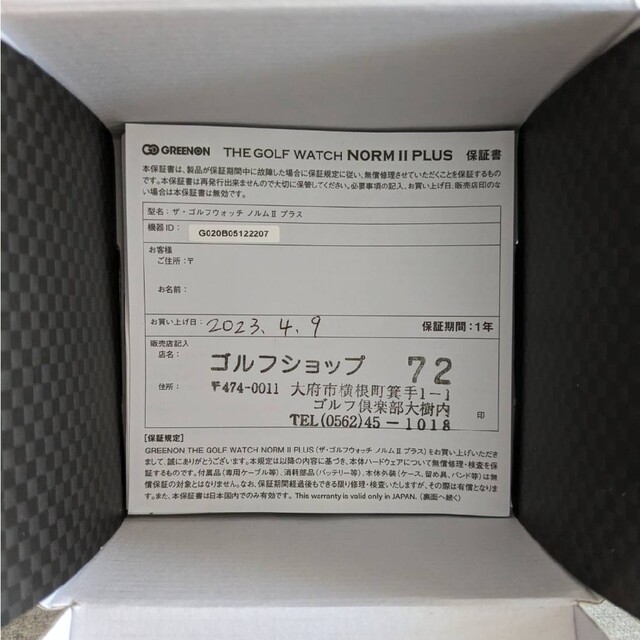 GREENON THE GOLF WATCH NORM II PLUS 保証書
本保証書は、製品が保証期間中に故障した場合に保証規定に従い、無償修理させていただくことを保証するもの
です。本保証書は再発行出来ませんので大切に保管してください。必要事項の記入、お買い上げ日、販売店印のな
い場合は本保証書は無効です。
型名：ザ・ゴルフウォッチ ノルムII プラス
機器ID： G020B05122207
お客様
ご住所：〒
お名前：
お買い上げ日：2023. 4. 9 保証期間：1年
販売店記入
店名： ゴルフショップ 72
住所： 〒474-0011 大府市横根町箕手1-1
ゴルフ倶楽部大樹内
TEL(0562)45-1018 印
【保証規定】
GREENON THE GOLF WATCH NORM II PLUS（ザ・ゴルフウォッチ ノルムII プラス）をお買い上げいただき
まして、誠にありがとうございます。本規定は以降の内容に基づき、本体ハードウェアについて無償修理・検査を保
証するものです。付属品（専用ケーブル等）、消耗部品（バッテリー等）、本体外装（ケース、留め具、バンド等）は無
償保証の対象とはなりません。なお、保証期間経過後もできる限り修理・検査いたしますが、その際は有償となりま
す。また、本保証書は日本国内でのみ有効です。 This warranty is valid only in JAPAN.（裏面へ続く）